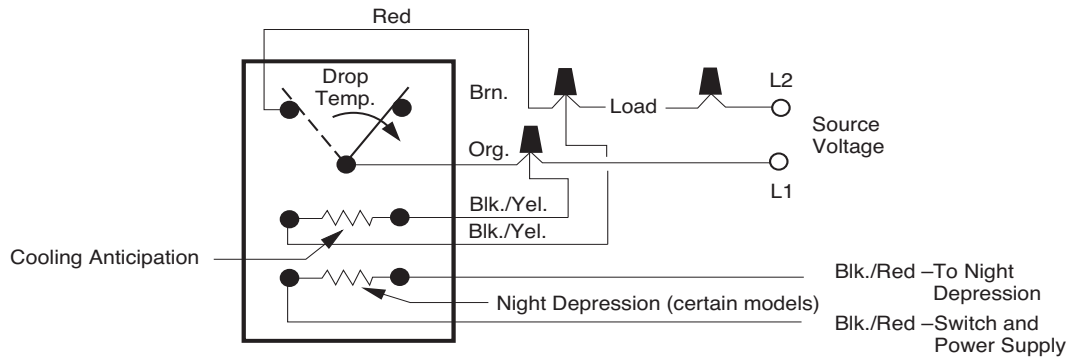 Red
Drop
Temp.
Brn.
Load
L2
Source
Voltage
Org.
L1
Blk./Yel.
Blk./Yel.
Cooling Anticipation
Night Depression (certain models)
Blk./Red –To Night
Depression
Blk./Red –Switch and
Power Supply